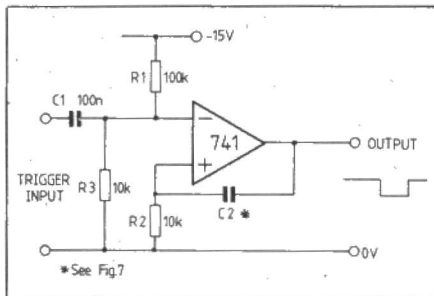 -15V
R1 100k
C1 100n
741
OUTPUT
TRIGGER
INPUT
R3 10k
R2 10k
C2 *
0V
* See Fig.7